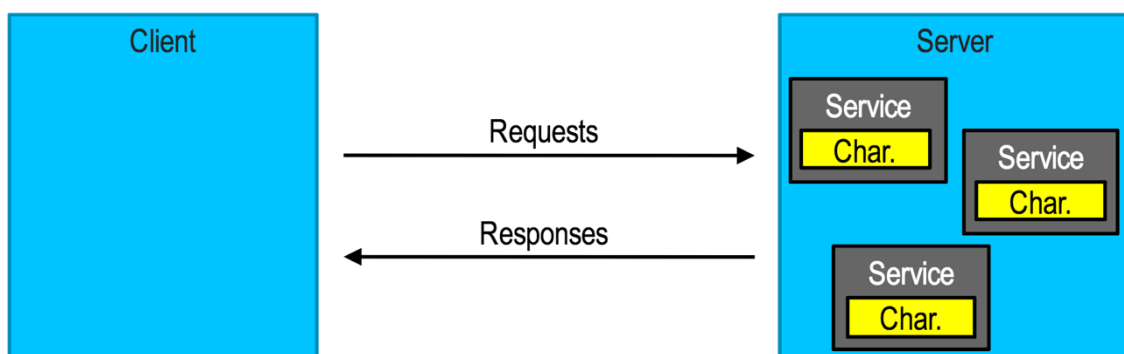 Client
Requests
Responses
Server
Service
Char.
Service
Char.
Service
Char.